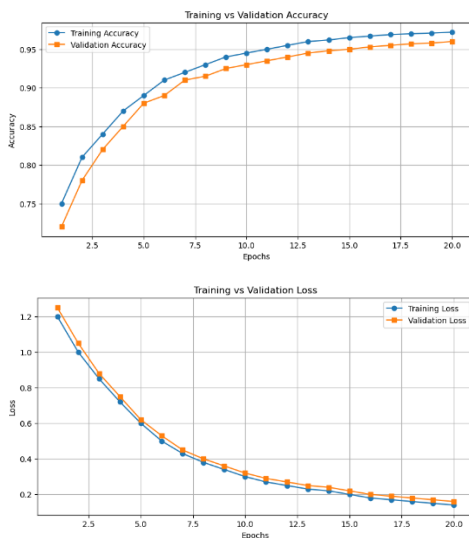 Training vs Validation Accuracy
Training Accuracy
Validation Accuracy
0.95
0.90
0.85
0.80
0.75
Accuracy
2.5 5.0 7.5 10.0 12.5 15.0 17.5 20.0
Epochs
Training vs Validation Loss
Training Loss
Validation Loss
1.2
1.0
0.8
0.6
0.4
0.2
Loss
2.5 5.0 7.5 10.0 12.5 15.0 17.5 20.0
Epochs